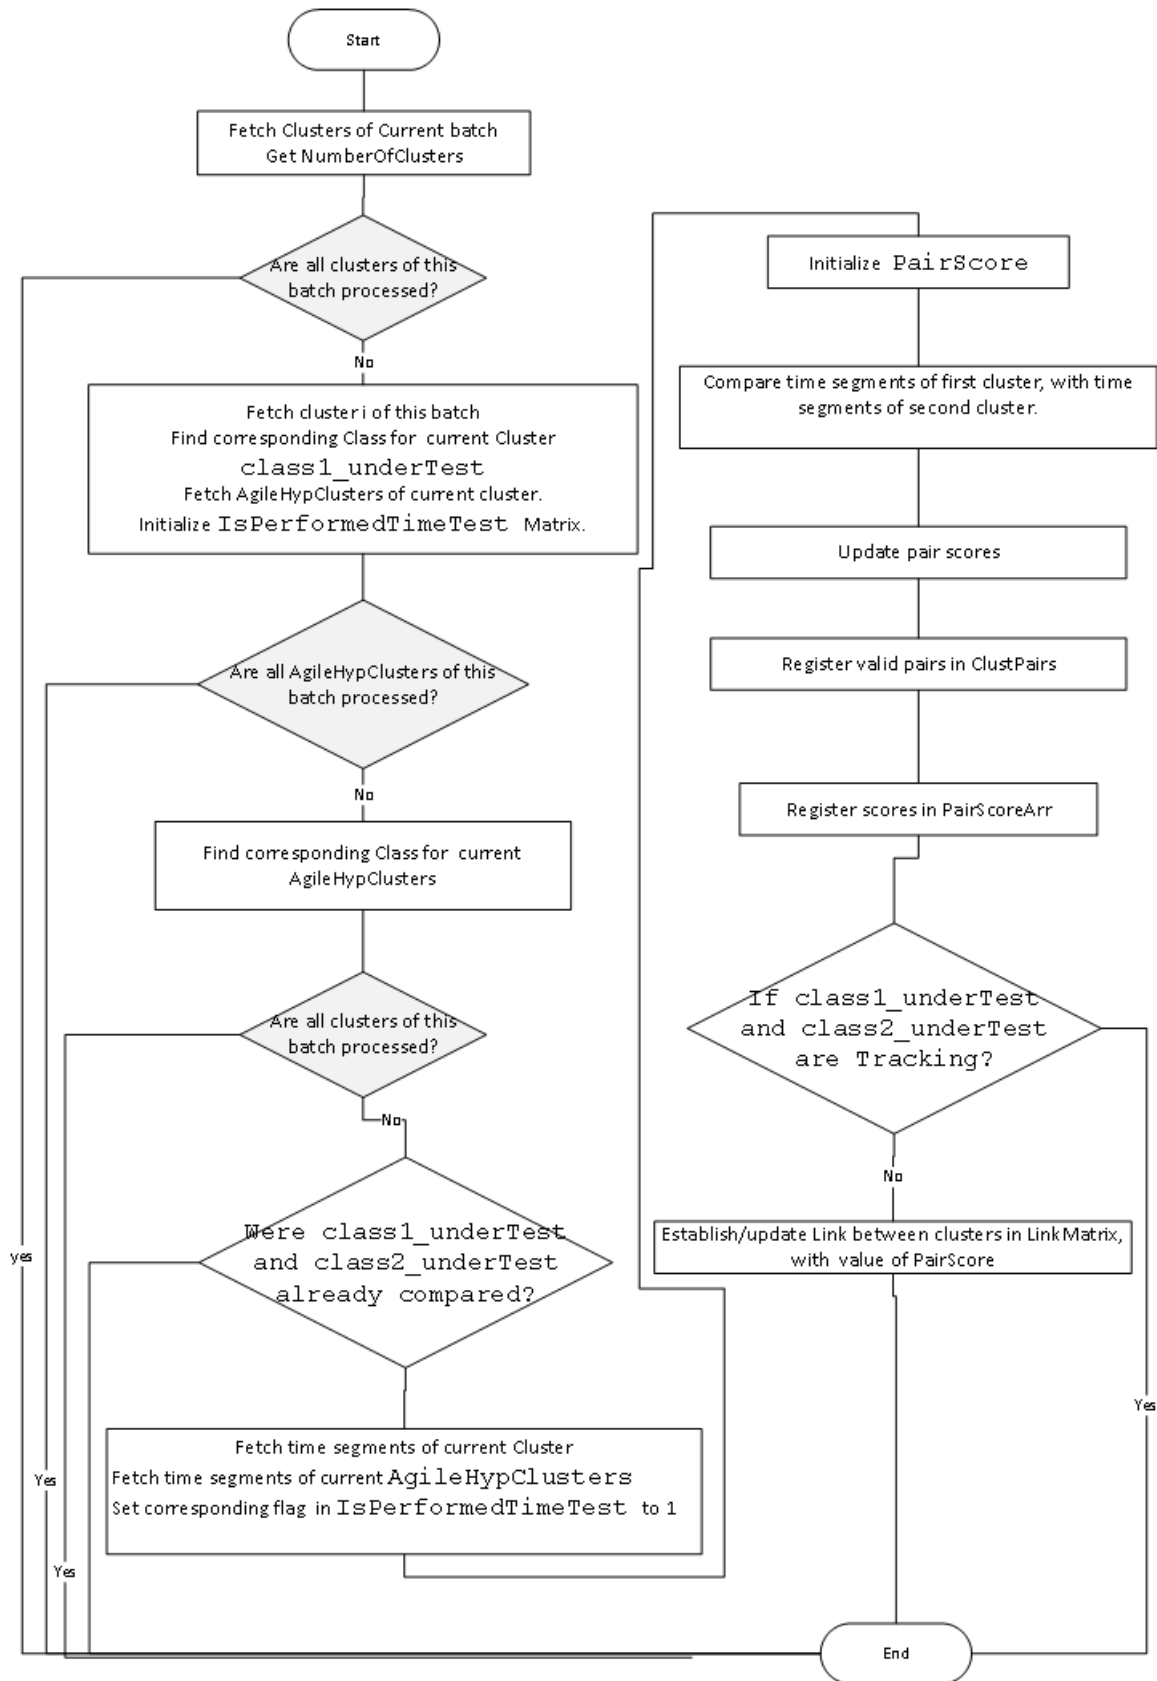 Start
Fetch Clusters of Current batch
Get NumberOfClusters
Are all clusters of this
batch processed?
No
Fetch cluster i of this batch
Find corresponding Class for current Cluster
class1_underTest
Fetch AgileHypClusters of current cluster.
Initialize IsPerformedTimeTest Matrix.
Are all AgileHypClusters of this
batch processed?
No
Find corresponding Class for current
AgileHypClusters
Are all clusters of this
batch processed?
No
Were class1_underTest
and class2_underTest
already compared?
Fetch time segments of current Cluster
Fetch time segments of current AgileHypClusters
Set corresponding flag in IsPerformedTimeTest to 1
yes
Yes
Yes
Initialize PairScore
Compare time segments of first cluster, with time
segments of second cluster.
Update pair scores
Register valid pairs in ClustPairs
Register scores in PairScoreArr
If class1_underTest
and class2_underTest
are Tracking?
No
Establish/update Link between clusters in LinkMatrix,
with value of PairScore
Yes
End